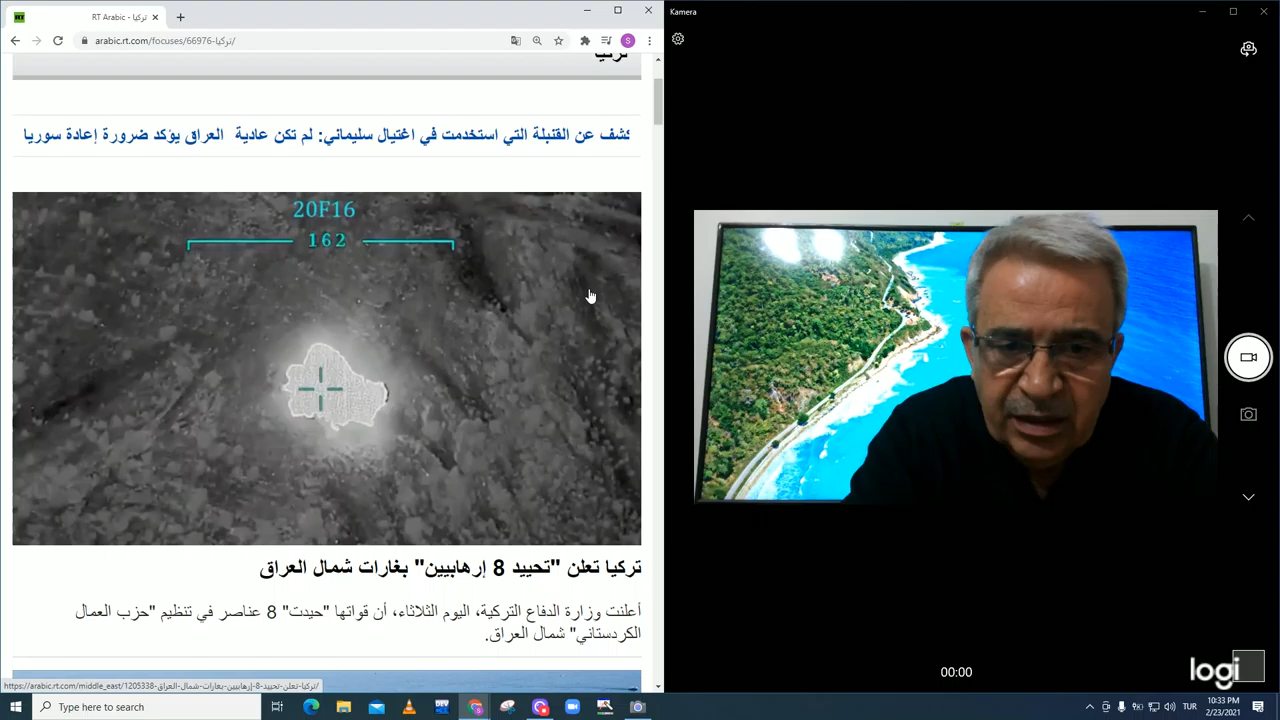 RT Arabic - تركيا
arabic.rt.com/focuses/66976-تركيا/
S
تركيا
كشف عن القنبلة التي استخدمت في اغتيال سليماني: لم تكن عادية العراق يؤكد ضرورة إعادة سوريا
20F16
162
تركيا تعلن "تحييد 8 إرهابيين" بغارات شمال العراق
أعلنت وزارة الدفاع التركية، اليوم الثلاثاء، أن قواتها "حيدت" 8 عناصر في تنظيم "حزب العمال
الكردستاني" شمال العراق.
https://arabic.rt.com/middle_east/1205338-تركيا-تعلن-تحييد-8-إرهابيين-بغارات-شمال-العراق/
Kamera
00:00
logi
Type here to search
TUR
10:33 PM
2/23/2021